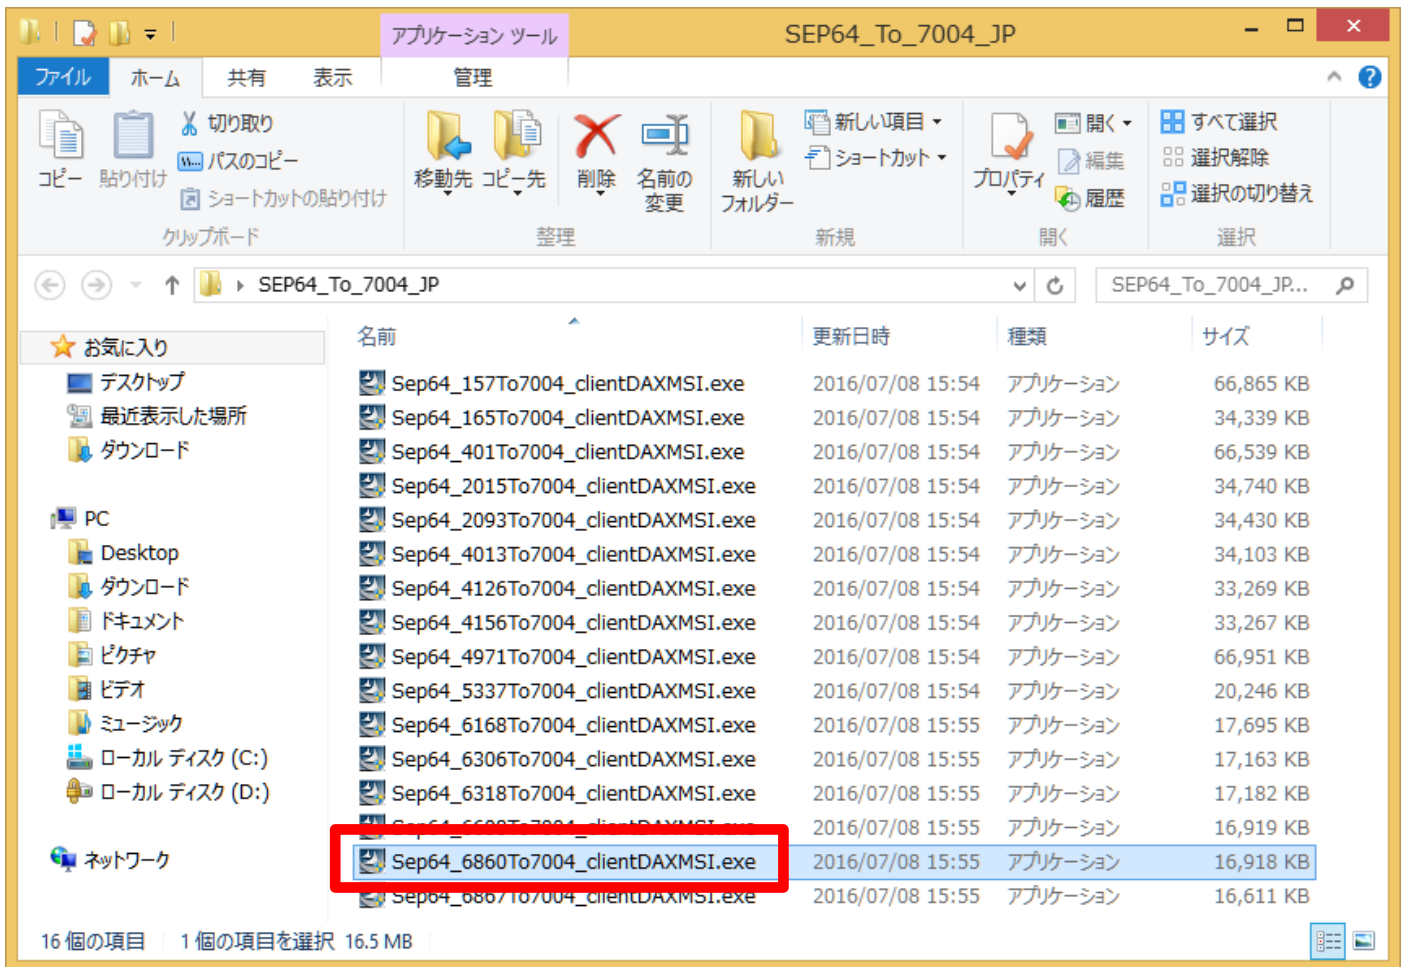 アプリケーション ツール
SEP64_To_7004_JP
ファイル ホーム 共有 表示 管理
コピー
貼り付け
切り取り
パスのコピー
ショートカットの貼り付け
クリップボード
移動先
コピー先
削除
名前の
変更
整理
新しい
フォルダー
新しい項目
ショートカット
新規
プロパティ
開く
編集
履歴
開く
すべて選択
選択解除
選択の切り替え
選択
SEP64_To_7004_JP
SEP64_To_7004_JP...
お気に入り
デスクトップ
最近表示した場所
ダウンロード
PC
Desktop
ダウンロード
ドキュメント
ピクチャ
ビデオ
ミュージック
ローカル ディスク (C:)
ローカル ディスク (D:)
ネットワーク
名前 更新日時 種類 サイズ
Sep64_157To7004_clientDAXMSI.exe 2016/07/08 15:54 アプリケーション 66,865 KB
Sep64_165To7004_clientDAXMSI.exe 2016/07/08 15:54 アプリケーション 34,339 KB
Sep64_401To7004_clientDAXMSI.exe 2016/07/08 15:54 アプリケーション 66,539 KB
Sep64_2015To7004_clientDAXMSI.exe 2016/07/08 15:54 アプリケーション 34,740 KB
Sep64_2093To7004_clientDAXMSI.exe 2016/07/08 15:54 アプリケーション 34,430 KB
Sep64_4013To7004_clientDAXMSI.exe 2016/07/08 15:54 アプリケーション 34,103 KB
Sep64_4126To7004_clientDAXMSI.exe 2016/07/08 15:54 アプリケーション 33,269 KB
Sep64_4156To7004_clientDAXMSI.exe 2016/07/08 15:54 アプリケーション 33,267 KB
Sep64_4971To7004_clientDAXMSI.exe 2016/07/08 15:54 アプリケーション 66,951 KB
Sep64_5337To7004_clientDAXMSI.exe 2016/07/08 15:54 アプリケーション 20,246 KB
Sep64_6168To7004_clientDAXMSI.exe 2016/07/08 15:55 アプリケーション 17,695 KB
Sep64_6306To7004_clientDAXMSI.exe 2016/07/08 15:55 アプリケーション 17,163 KB
Sep64_6318To7004_clientDAXMSI.exe 2016/07/08 15:55 アプリケーション 17,182 KB
2016/07/08 15:55 アプリケーション 16,919 KB
Sep64_6860To7004_clientDAXMSI.exe 2016/07/08 15:55 アプリケーション 16,918 KB
Sep64_6867To7004_clientDAXMSI.exe 2016/07/08 15:55 アプリケーション 16,611 KB
16 個の項目 1 個の項目を選択 16.5 MB